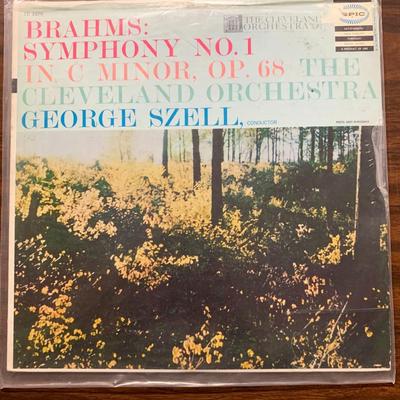 BRAHMS:
THE CLEVELAND
ORCHESTRA
SYMPHONY NO.1
IN C MINOR, OP. 68 THE
CLEVELAND ORCHESTRA
GEORGE SZELL, CONDUCTOR
EPIC